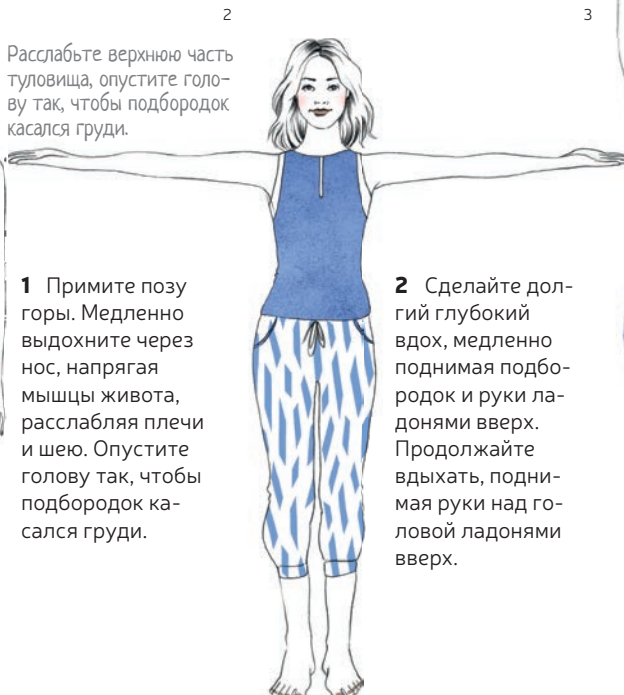 2
3
Расслабьте верхнюю часть
туловища, опустите голо-
ву так, чтобы подбородок
касался груди.
1 Примите позу
горы. Медленно
выдохните через
нос, напрягая
мышцы живота,
расслабляя плечи
и шею. Опустите
голову так, чтобы
подбородок ка-
сался груди.
2 Сделайте дол-
гий глубокий
вдох, медленно
поднимая подбо-
родок и руки ла-
донями вверх.
Продолжайте
вдыхать, подни-
мая руки над го-
ловой ладонями
вверх.